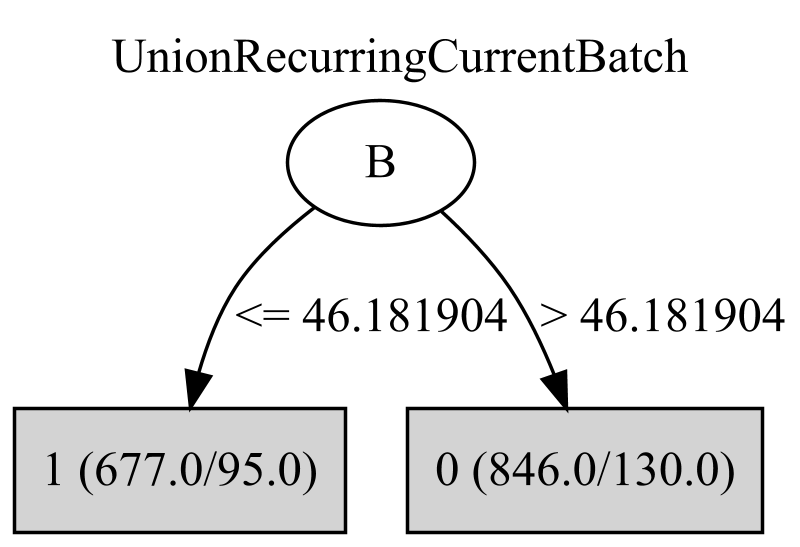 UnionRecurringCurrentBatch
B
<= 46.181904
> 46.181904
1 (677.0/95.0)
0 (846.0/130.0)